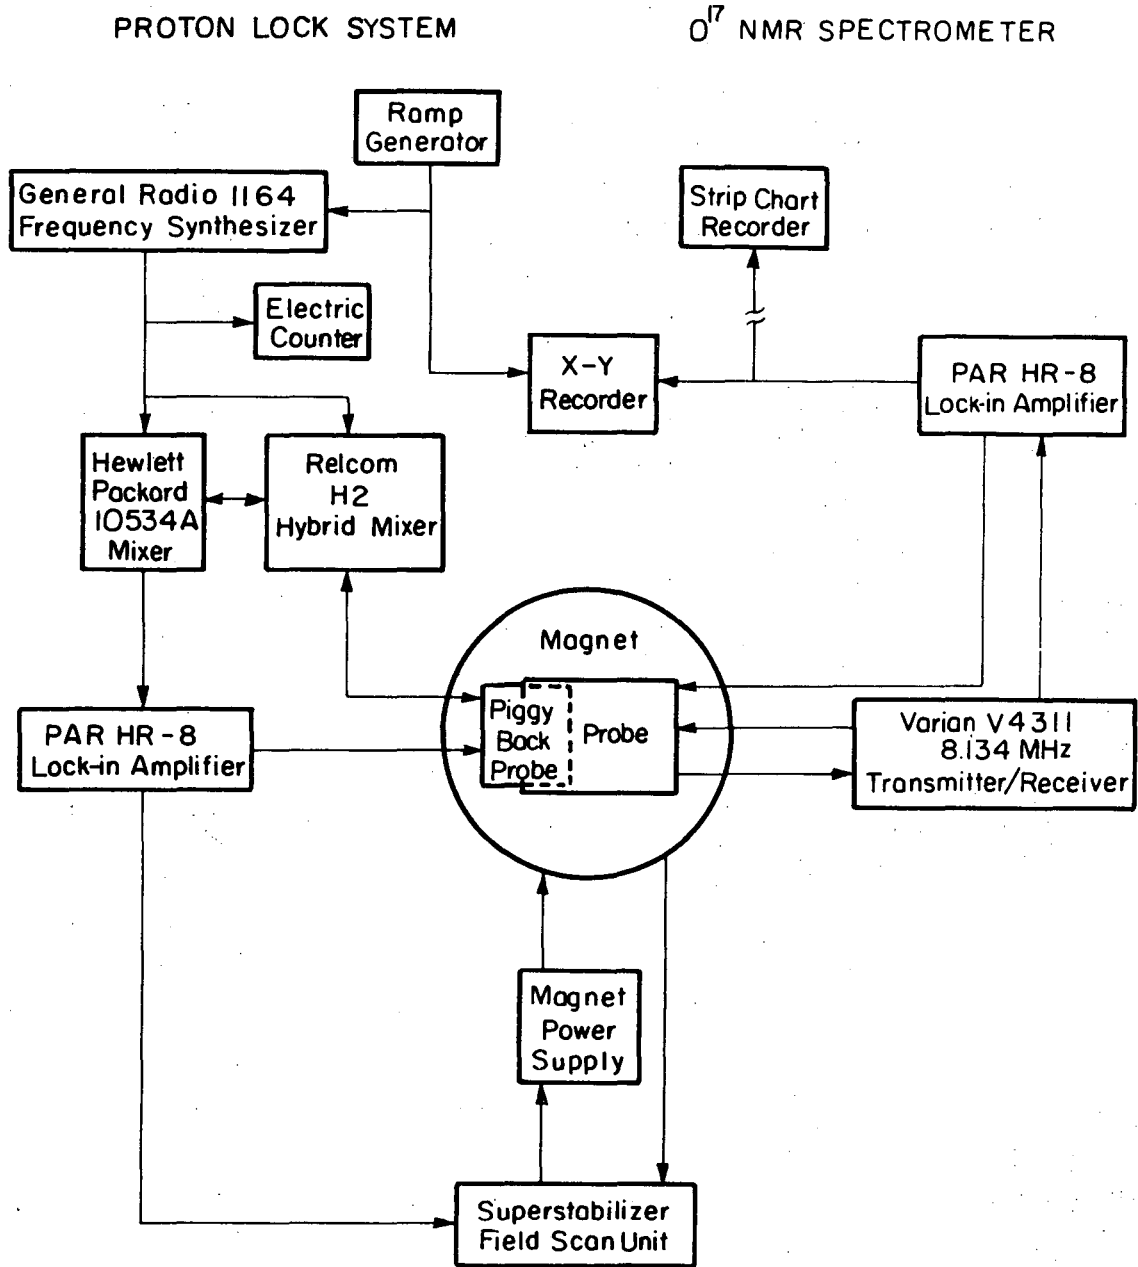 PROTON LOCK SYSTEM
O17 NMR SPECTROMETER
Ramp
Generator
General Radio 1164
Frequency Synthesizer
Strip Chart
Recorder
Electric
Counter
X-Y
Recorder
PAR HR-8
Lock-in Amplifier
Hewlett
Packard
10534A
Mixer
Relcom
H2
Hybrid Mixer
Magnet
Piggy
Back
Probe
Probe
PAR HR-8
Lock-in Amplifier
Varian V4311
8.134 MHz
Transmitter/Receiver
Magnet
Power
Supply
Superstabilizer
Field Scan Unit